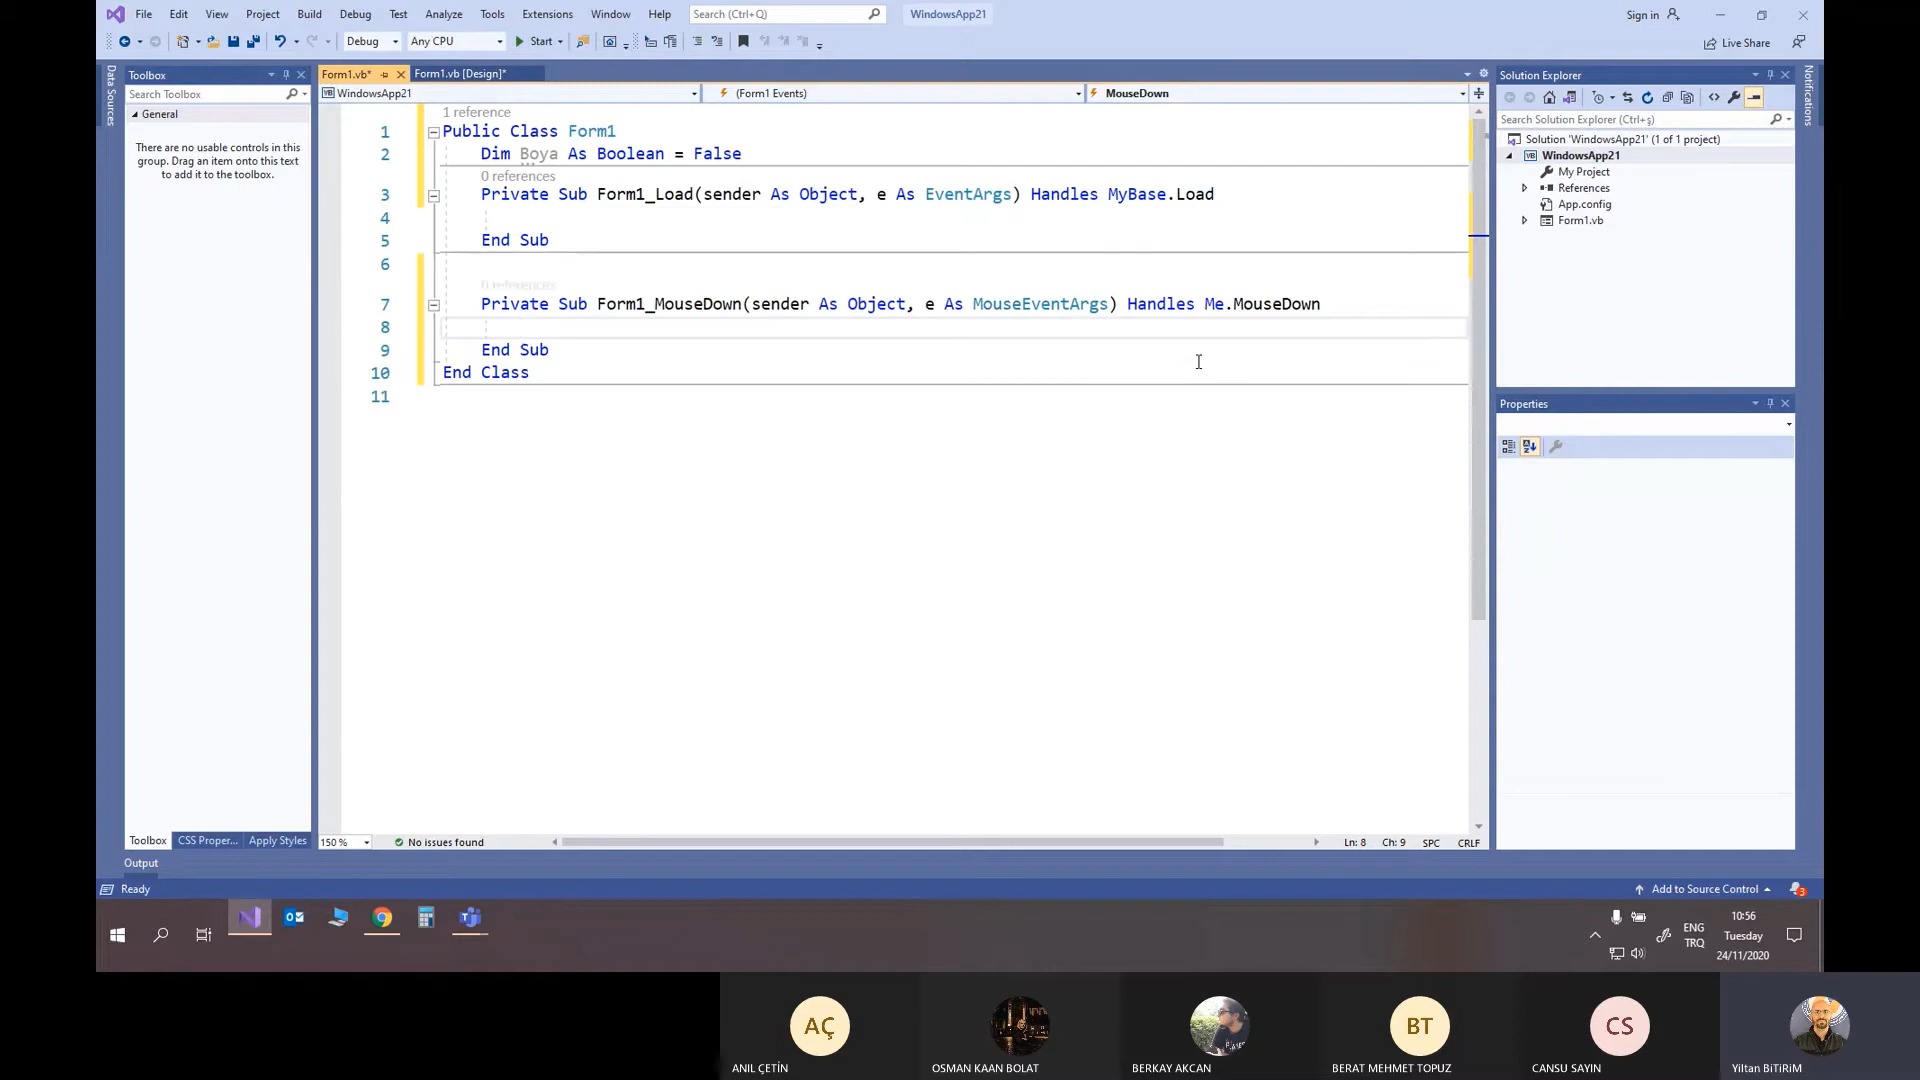 File Edit View Project Build Debug Test Analyze Tools Extensions Window Help Search (Ctrl+Q) WindowsApp21 Sign in
Debug Any CPU Start Live Share
Data Sources
Toolbox
Search Toolbox
General
There are no usable controls in this
group. Drag an item onto this text
to add it to the toolbox.
Toolbox CSS Proper... Apply Styles
Form1.vb* Form1.vb [Design]*
WindowsApp21 (Form1 Events) MouseDown
1 reference
1 Public Class Form1
2 Dim Boya As Boolean = False
0 references
3 Private Sub Form1_Load(sender As Object, e As EventArgs) Handles MyBase.Load
4
5 End Sub
6
0 references
7 Private Sub Form1_MouseDown(sender As Object, e As MouseEventArgs) Handles Me.MouseDown
8
9 End Sub
10 End Class
11
150 % No issues found Ln: 8 Ch: 9 SPC CRLF
Solution Explorer
Search Solution Explorer (Ctrl+ş)
Solution 'WindowsApp21' (1 of 1 project)
VB WindowsApp21
My Project
References
App.config
Form1.vb
Properties
Notifications
Output
Ready Add to Source Control 3
ENG
TRQ
10:56
Tuesday
24/11/2020
AÇ BT CS
ANIL ÇETİN OSMAN KAAN BOLAT BERKAY AKCAN BERAT MEHMET TOPUZ CANSU SAYIN Yiltan BiTiRiM